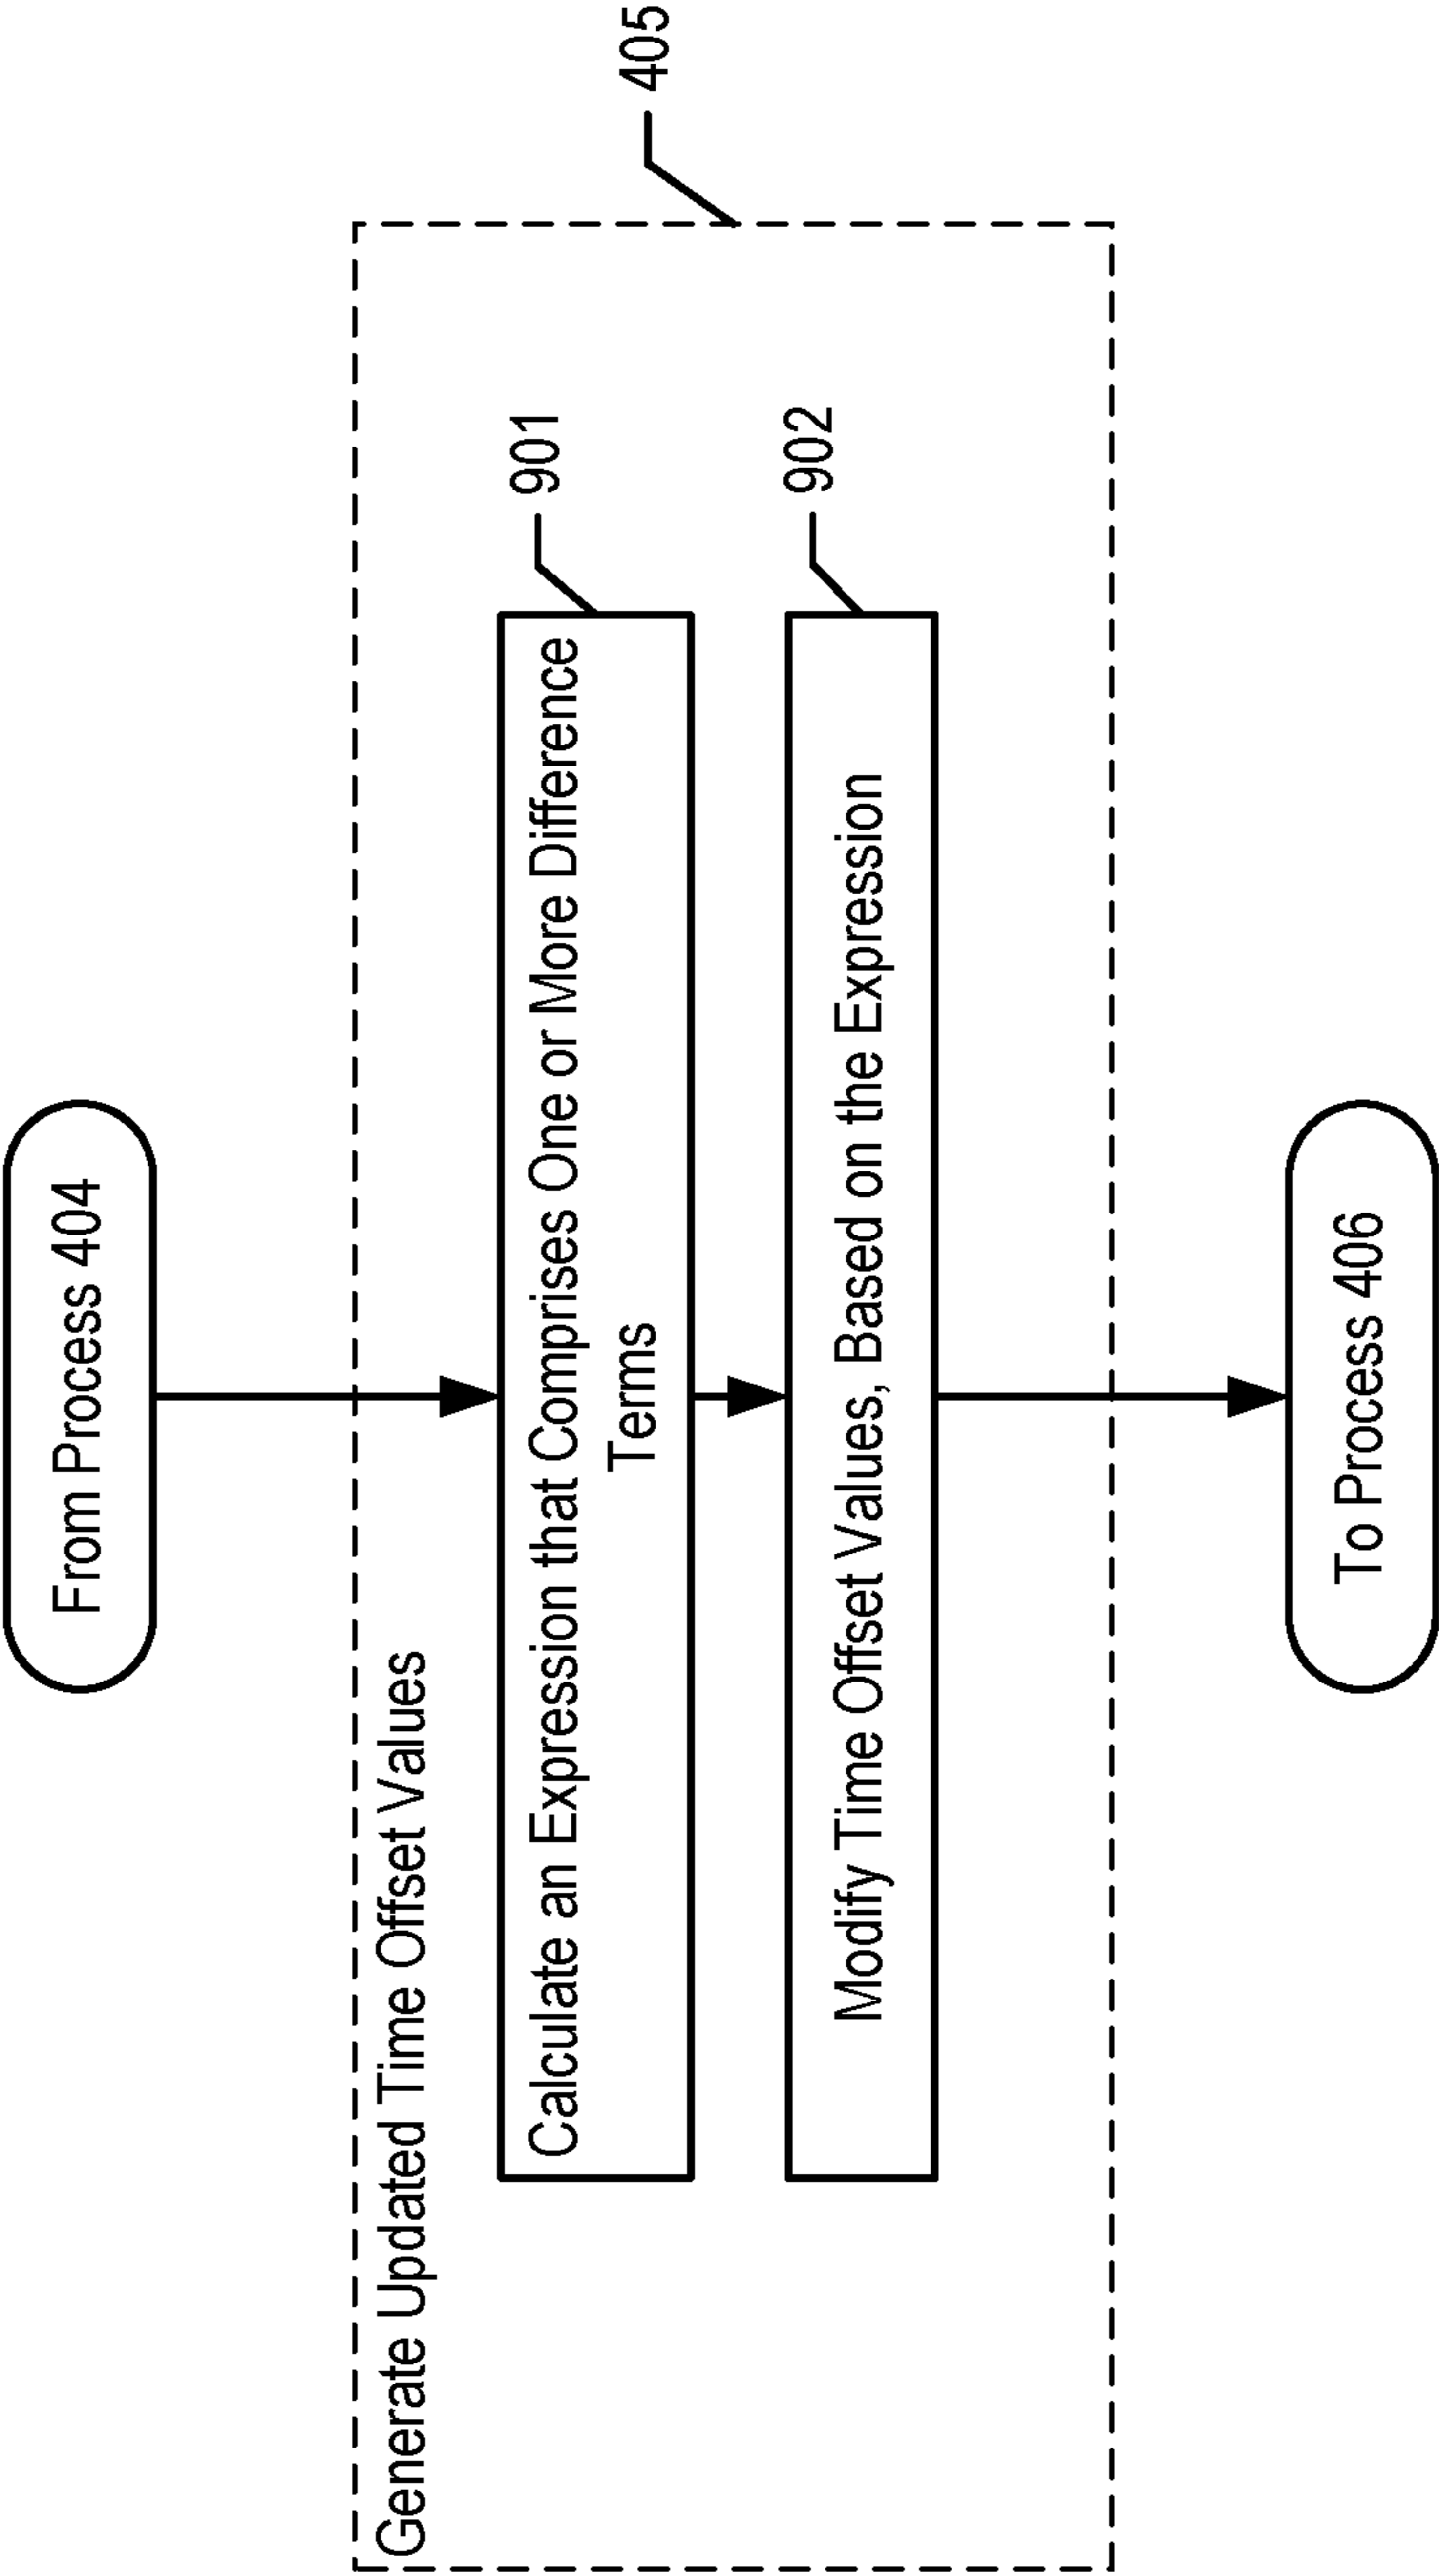 From Process 404
Generate Updated Time Offset Values
405
901
Calculate an Expression that Comprises One or More Difference
Terms
902
Modify Time Offset Values, Based on the Expression
To Process 406